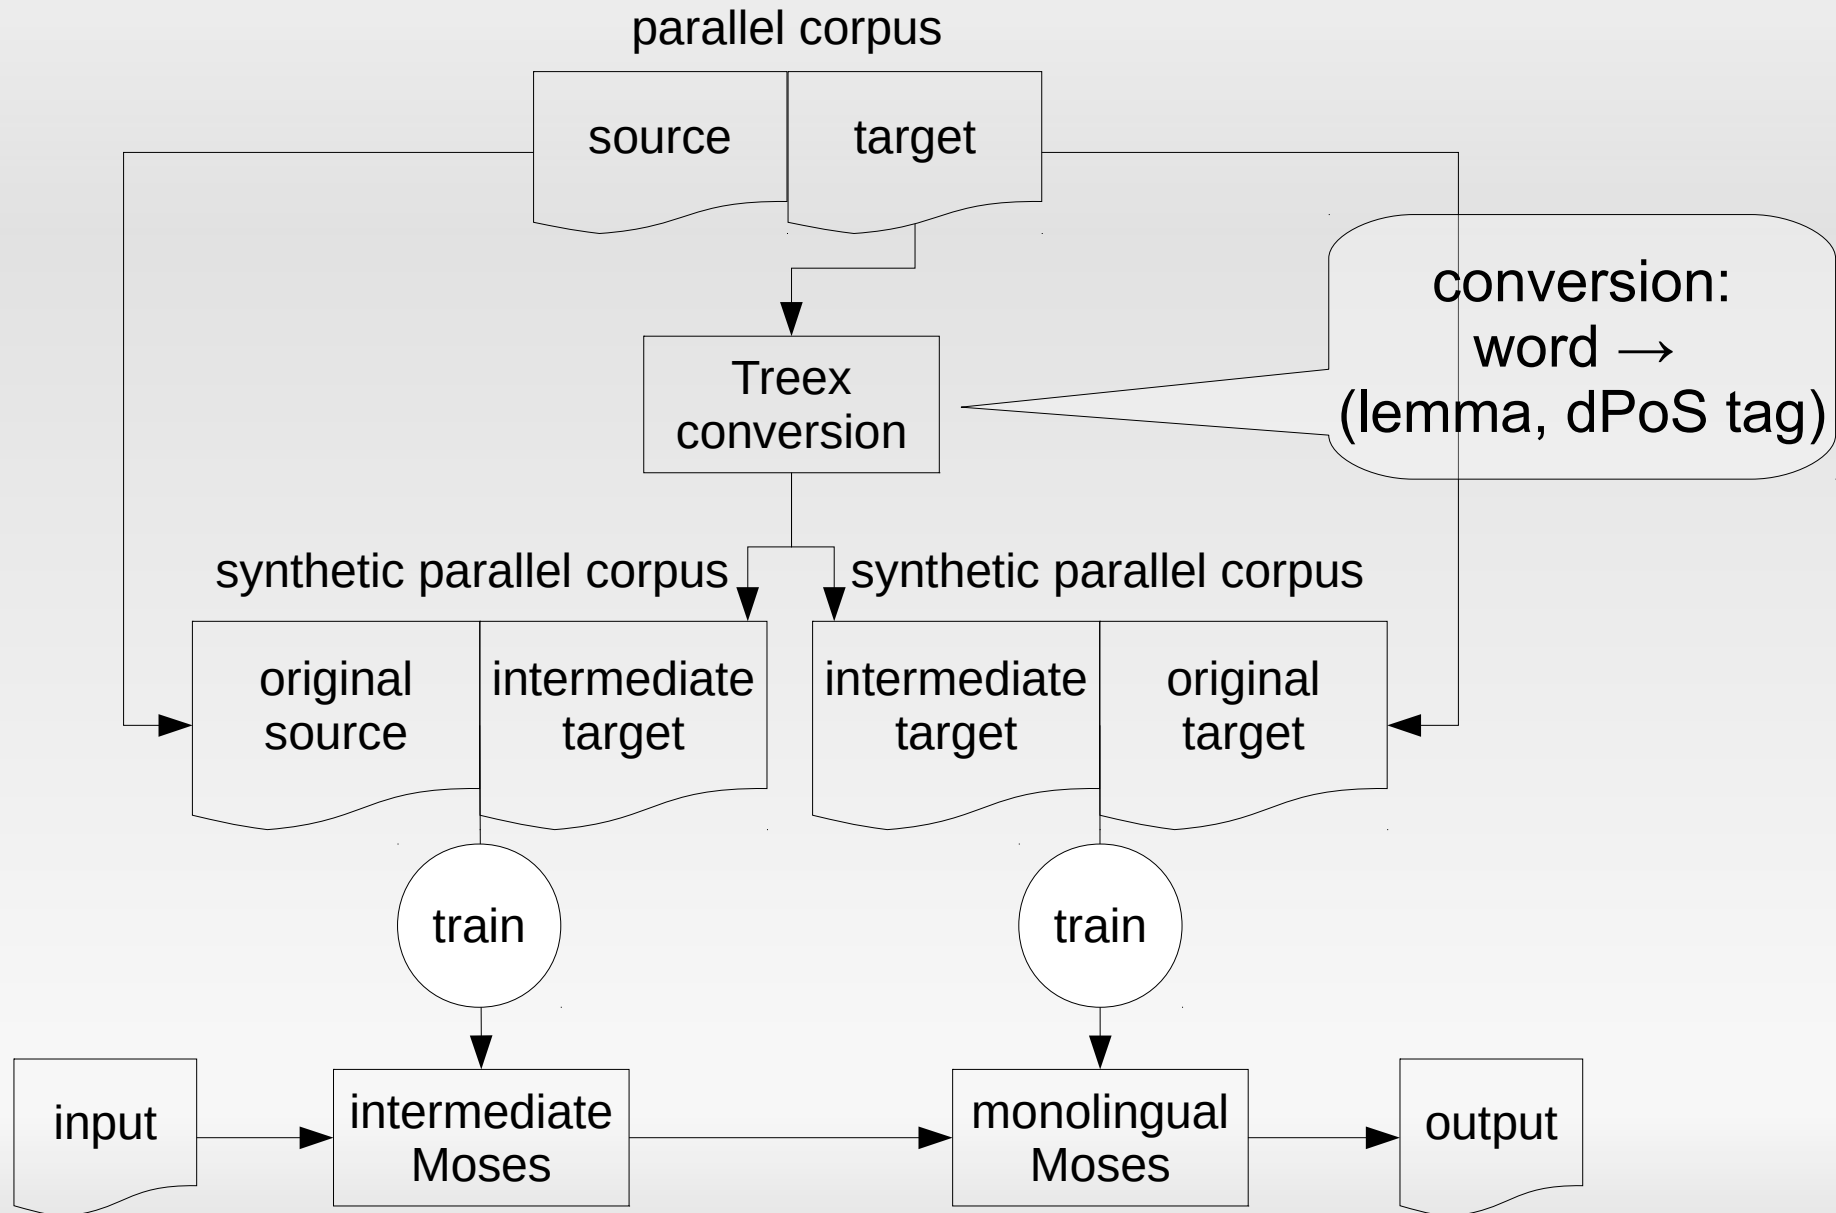 parallel corpus
source
target
conversion:
word →
(lemma, dPoS tag)
Treex
conversion
synthetic parallel corpus
synthetic parallel corpus
original
source
intermediate
target
intermediate
target
original
target
train
train
input
intermediate
Moses
monolingual
Moses
output